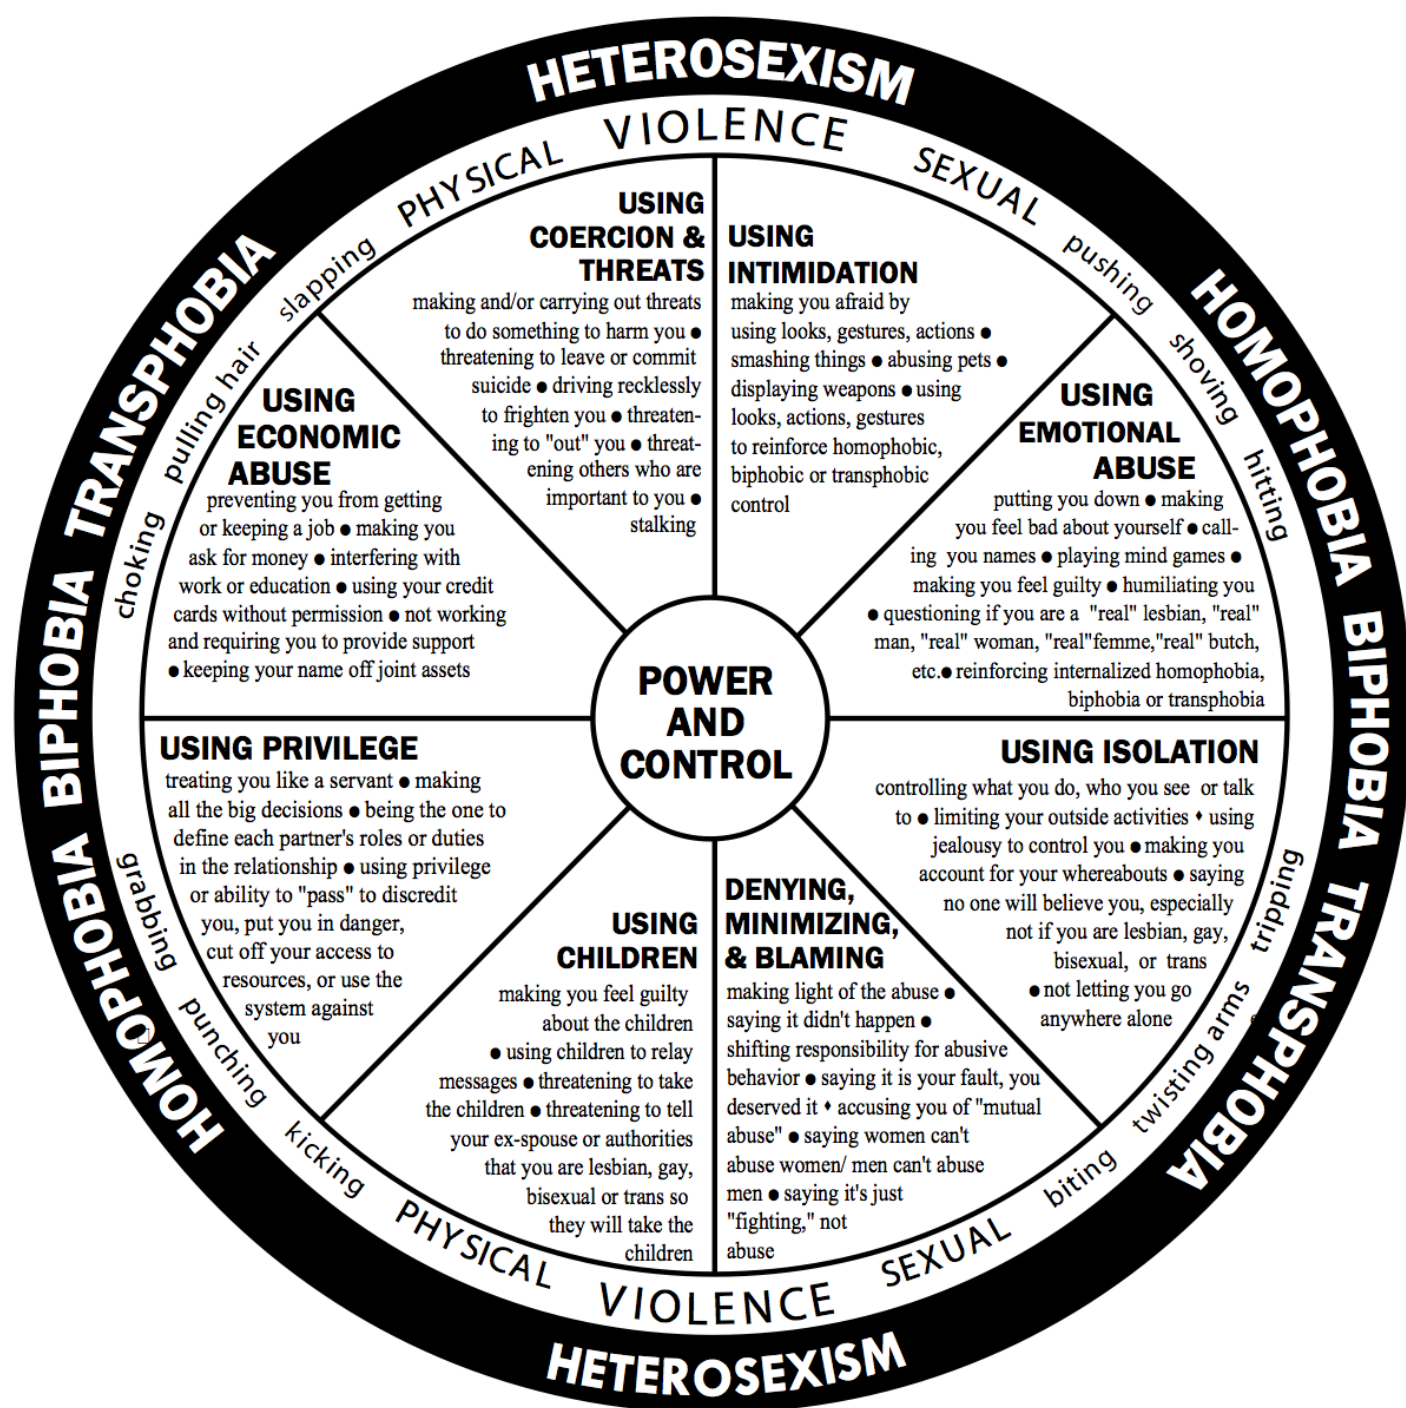 HETEROSEXISM
HOMOPHOBIA BIPHOBIA TRANSPHOBIA
HETEROSEXISM
HOMOPHOBIA BIPHOBIA TRANSPHOBIA
PHYSICAL VIOLENCE SEXUAL
pushing
shoving
hitting
tripping
twisting arms
biting
PHYSICAL VIOLENCE SEXUAL
kicking
punching
grabbing
choking
pulling hair
slapping
USING
COERCION &
THREATS
making and/or carrying out threats
to do something to harm you ●
threatening to leave or commit
suicide ● driving recklessly
to frighten you ● threaten-
ing to "out" you ● threat-
ening others who are
important to you ●
stalking
USING
INTIMIDATION
making you afraid by
using looks, gestures, actions ●
smashing things ● abusing pets ●
displaying weapons ● using
looks, actions, gestures
to reinforce homophobic,
biphobic or transphobic
control
USING
ECONOMIC
ABUSE
preventing you from getting
or keeping a job ● making you
ask for money ● interfering with
work or education ● using your credit
cards without permission ● not working
and requiring you to provide support
● keeping your name off joint assets
USING
EMOTIONAL
ABUSE
putting you down ● making
you feel bad about yourself ● call-
ing you names ● playing mind games ●
making you feel guilty ● humiliating you
● questioning if you are a "real" lesbian, "real"
man, "real" woman, "real"femme,"real" butch,
etc.● reinforcing internalized homophobia,
biphobia or transphobia
POWER
AND
CONTROL
USING PRIVILEGE
treating you like a servant ● making
all the big decisions ● being the one to
define each partner's roles or duties
in the relationship ● using privilege
or ability to "pass" to discredit
you, put you in danger,
cut off your access to
resources, or use the
system against
you
USING ISOLATION
controlling what you do, who you see or talk
to ● limiting your outside activities ♦ using
jealousy to control you ● making you
account for your whereabouts ● saying
no one will believe you, especially
not if you are lesbian, gay,
bisexual, or trans
● not letting you go
anywhere alone
USING
CHILDREN
making you feel guilty
about the children
● using children to relay
messages ● threatening to take
the children ● threatening to tell
your ex-spouse or authorities
that you are lesbian, gay,
bisexual or trans so
they will take the
children
DENYING,
MINIMIZING,
& BLAMING
making light of the abuse ●
saying it didn't happen ●
shifting responsibility for abusive
behavior ● saying it is your fault, you
deserved it ♦ accusing you of "mutual
abuse" ● saying women can't
abuse women/ men can't abuse
men ● saying it's just
"fighting," not
abuse